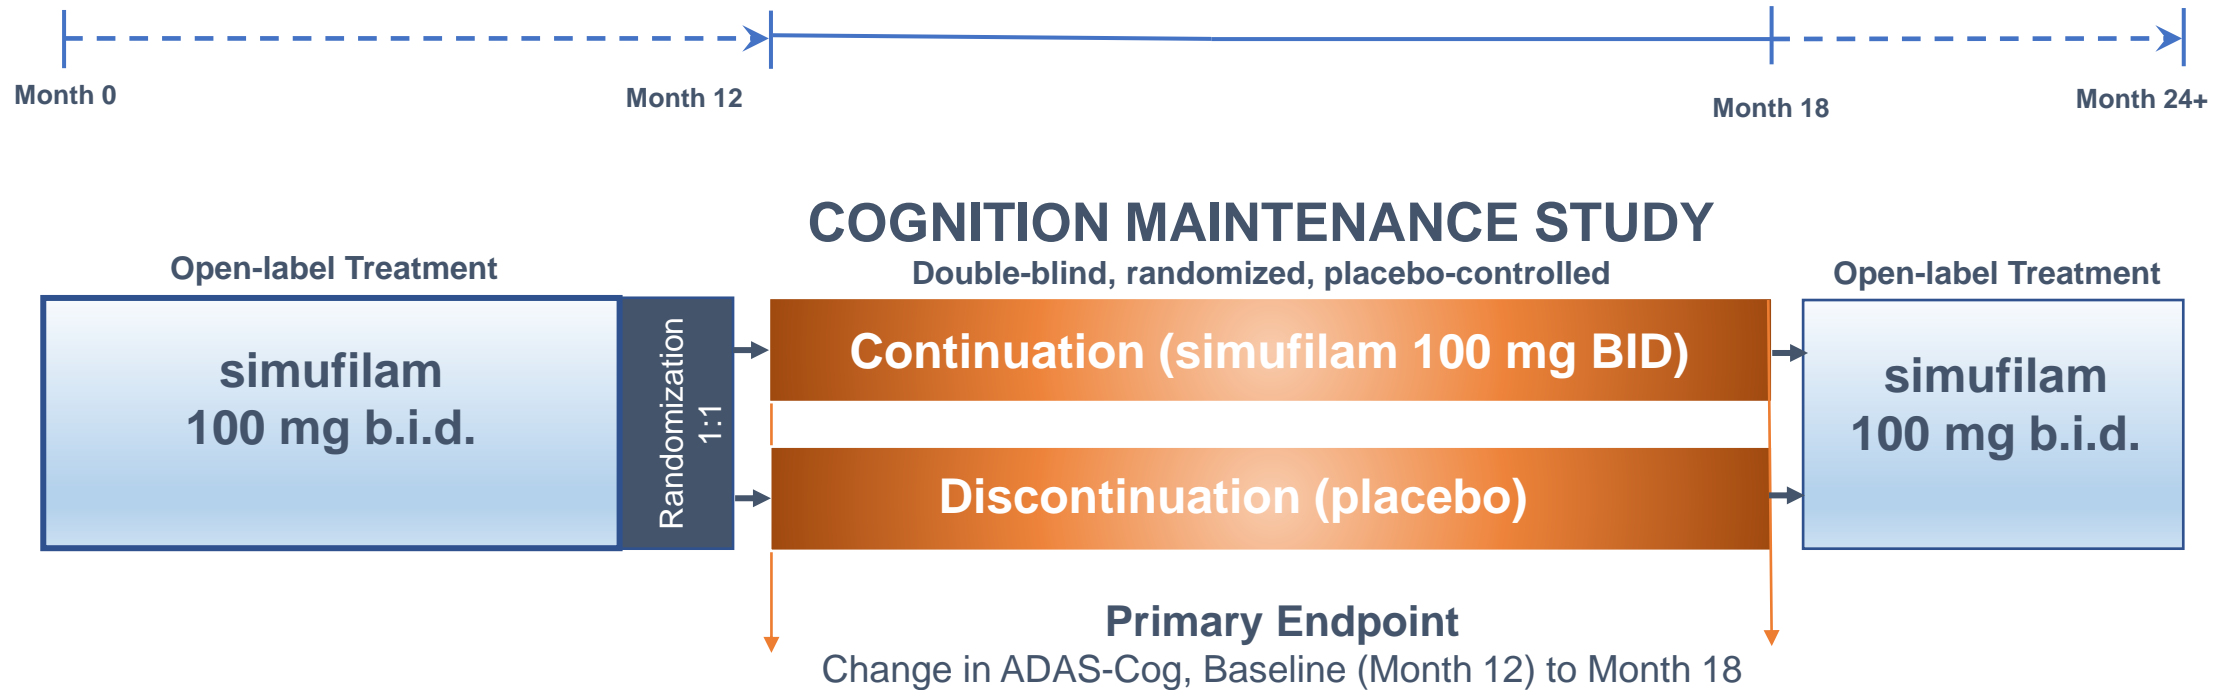 Month 0
Month 12
Month 18
Month 24+
COGNITION MAINTENANCE STUDY
Double-blind, randomized, placebo-controlled
Open-label Treatment
simufilam
100 mg b.i.d.
Randomization
1:1
Continuation (simufilam 100 mg BID)
Discontinuation (placebo)
Open-label Treatment
simufilam
100 mg b.i.d.
Primary Endpoint
Change in ADAS-Cog, Baseline (Month 12) to Month 18